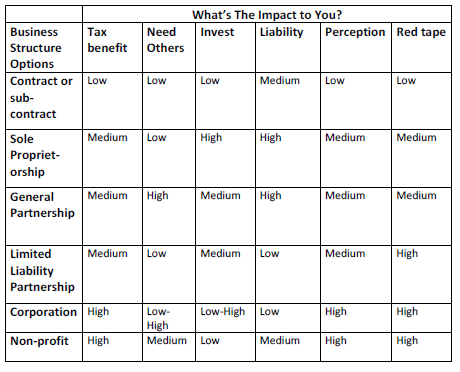 What's The Impact to You?
Business Structure Options Tax benefit Need Others Invest Liability Perception Red tape
Contract or sub-contract Low Low Low Medium Low Low
Sole Propriet-orship Medium Low High High Medium Medium
General Partnership Medium High Medium High Medium Medium
Limited Liability Partnership Medium Low Medium Low Medium High
Corporation High Low-High Low-High Low High High
Non-profit High Medium Low Medium High High